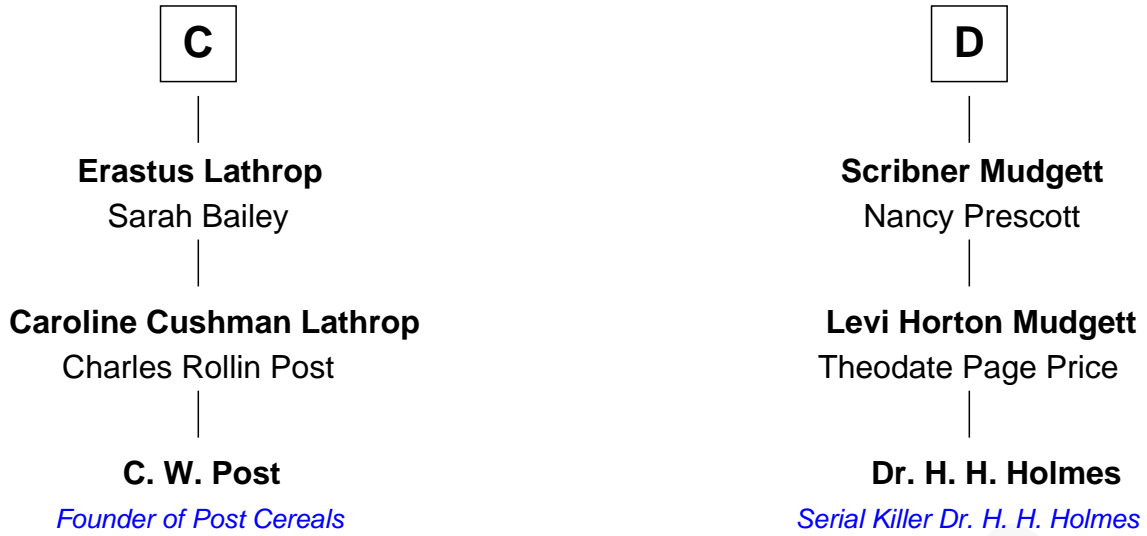 C
Erastus Lathrop
Sarah Bailey
Caroline Cushman Lathrop
Charles Rollin Post
C. W. Post
Founder of Post Cereals
D
Scribner Mudgett
Nancy Prescott
Levi Horton Mudgett
Theodate Page Price
Dr. H. H. Holmes
Serial Killer Dr. H. H. Holmes